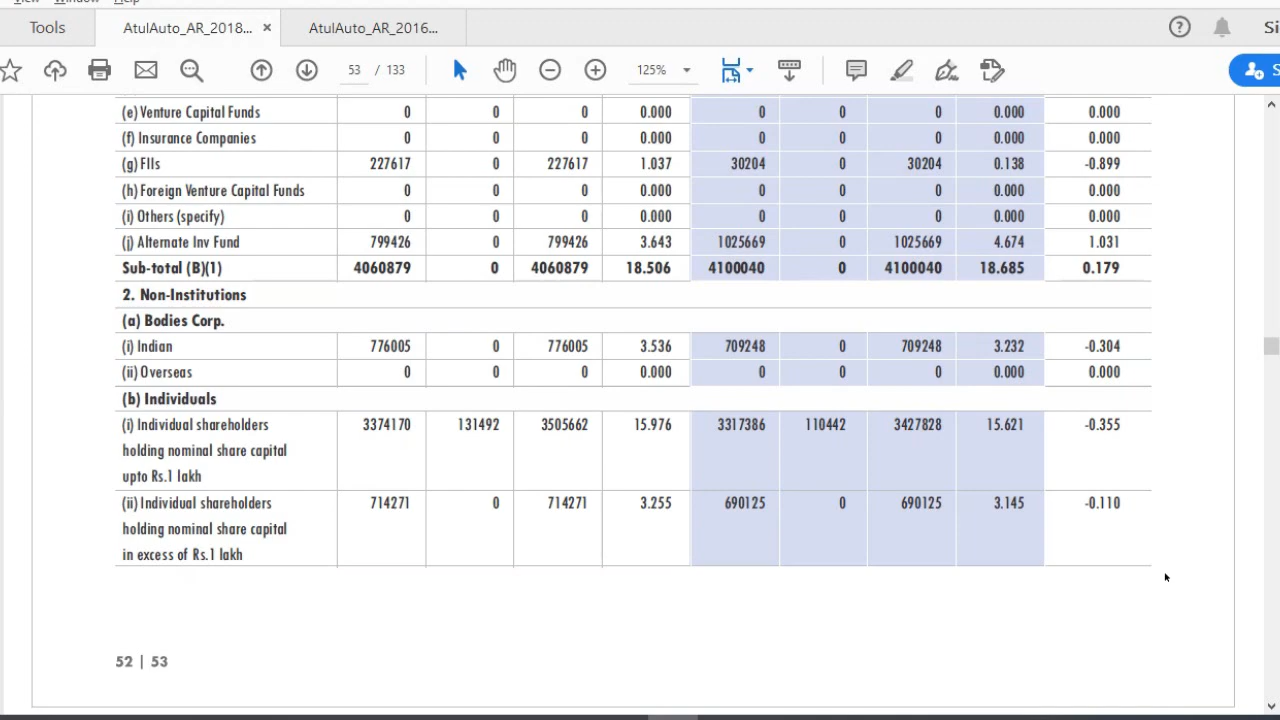 View Window Help
Tools AtulAuto_AR_2018... × AtulAuto_AR_2016...
53 / 133 125%
(e) Venture Capital Funds 0 0 0 0.000 0 0 0 0.000 0.000
(f) Insurance Companies 0 0 0 0.000 0 0 0 0.000 0.000
(g) FIIs 227617 0 227617 1.037 30204 0 30204 0.138 -0.899
(h) Foreign Venture Capital Funds 0 0 0 0.000 0 0 0 0.000 0.000
(i) Others (specify) 0 0 0 0.000 0 0 0 0.000 0.000
(j) Alternate Inv Fund 799426 0 799426 3.643 1025669 0 1025669 4.674 1.031
Sub-total (B)(1) 4060879 0 4060879 18.506 4100040 0 4100040 18.685 0.179
2. Non-Institutions
(a) Bodies Corp.
(i) Indian 776005 0 776005 3.536 709248 0 709248 3.232 -0.304
(ii) Overseas 0 0 0 0.000 0 0 0 0.000 0.000
(b) Individuals
(i) Individual shareholders 3374170 131492 3505662 15.976 3317386 110442 3427828 15.621 -0.355
holding nominal share capital
upto Rs.1 lakh
(ii) Individual shareholders 714271 0 714271 3.255 690125 0 690125 3.145 -0.110
holding nominal share capital
in excess of Rs.1 lakh
52 | 53